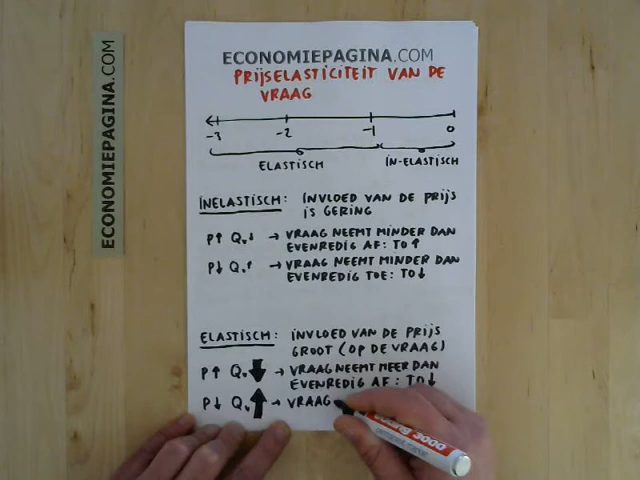 ECONOMIEPAGINA.COM
ECONOMIEPAGINA.COM
PRIJSELASTICITEIT VAN DE
VRAAG
-3 -2 -1 0
ELASTISCH IN-ELASTISCH
INELASTISCH: INVLOED VAN DE PRIJS
IS GERING
P↑ Qv↓ → VRAAG NEEMT MINDER DAN
EVENREDIG AF: TO↑
P↓ Qv↑ → VRAAG NEEMT MINDER DAN
EVENREDIG TOE: TO↓
ELASTISCH: INVLOED VAN DE PRIJS
GROOT (OP DE VRAAG)
P↑ Qv↓ → VRAAG NEEMT MEER DAN
EVENREDIG AF: TO↓
P↓ Qv↑ → VRAAG